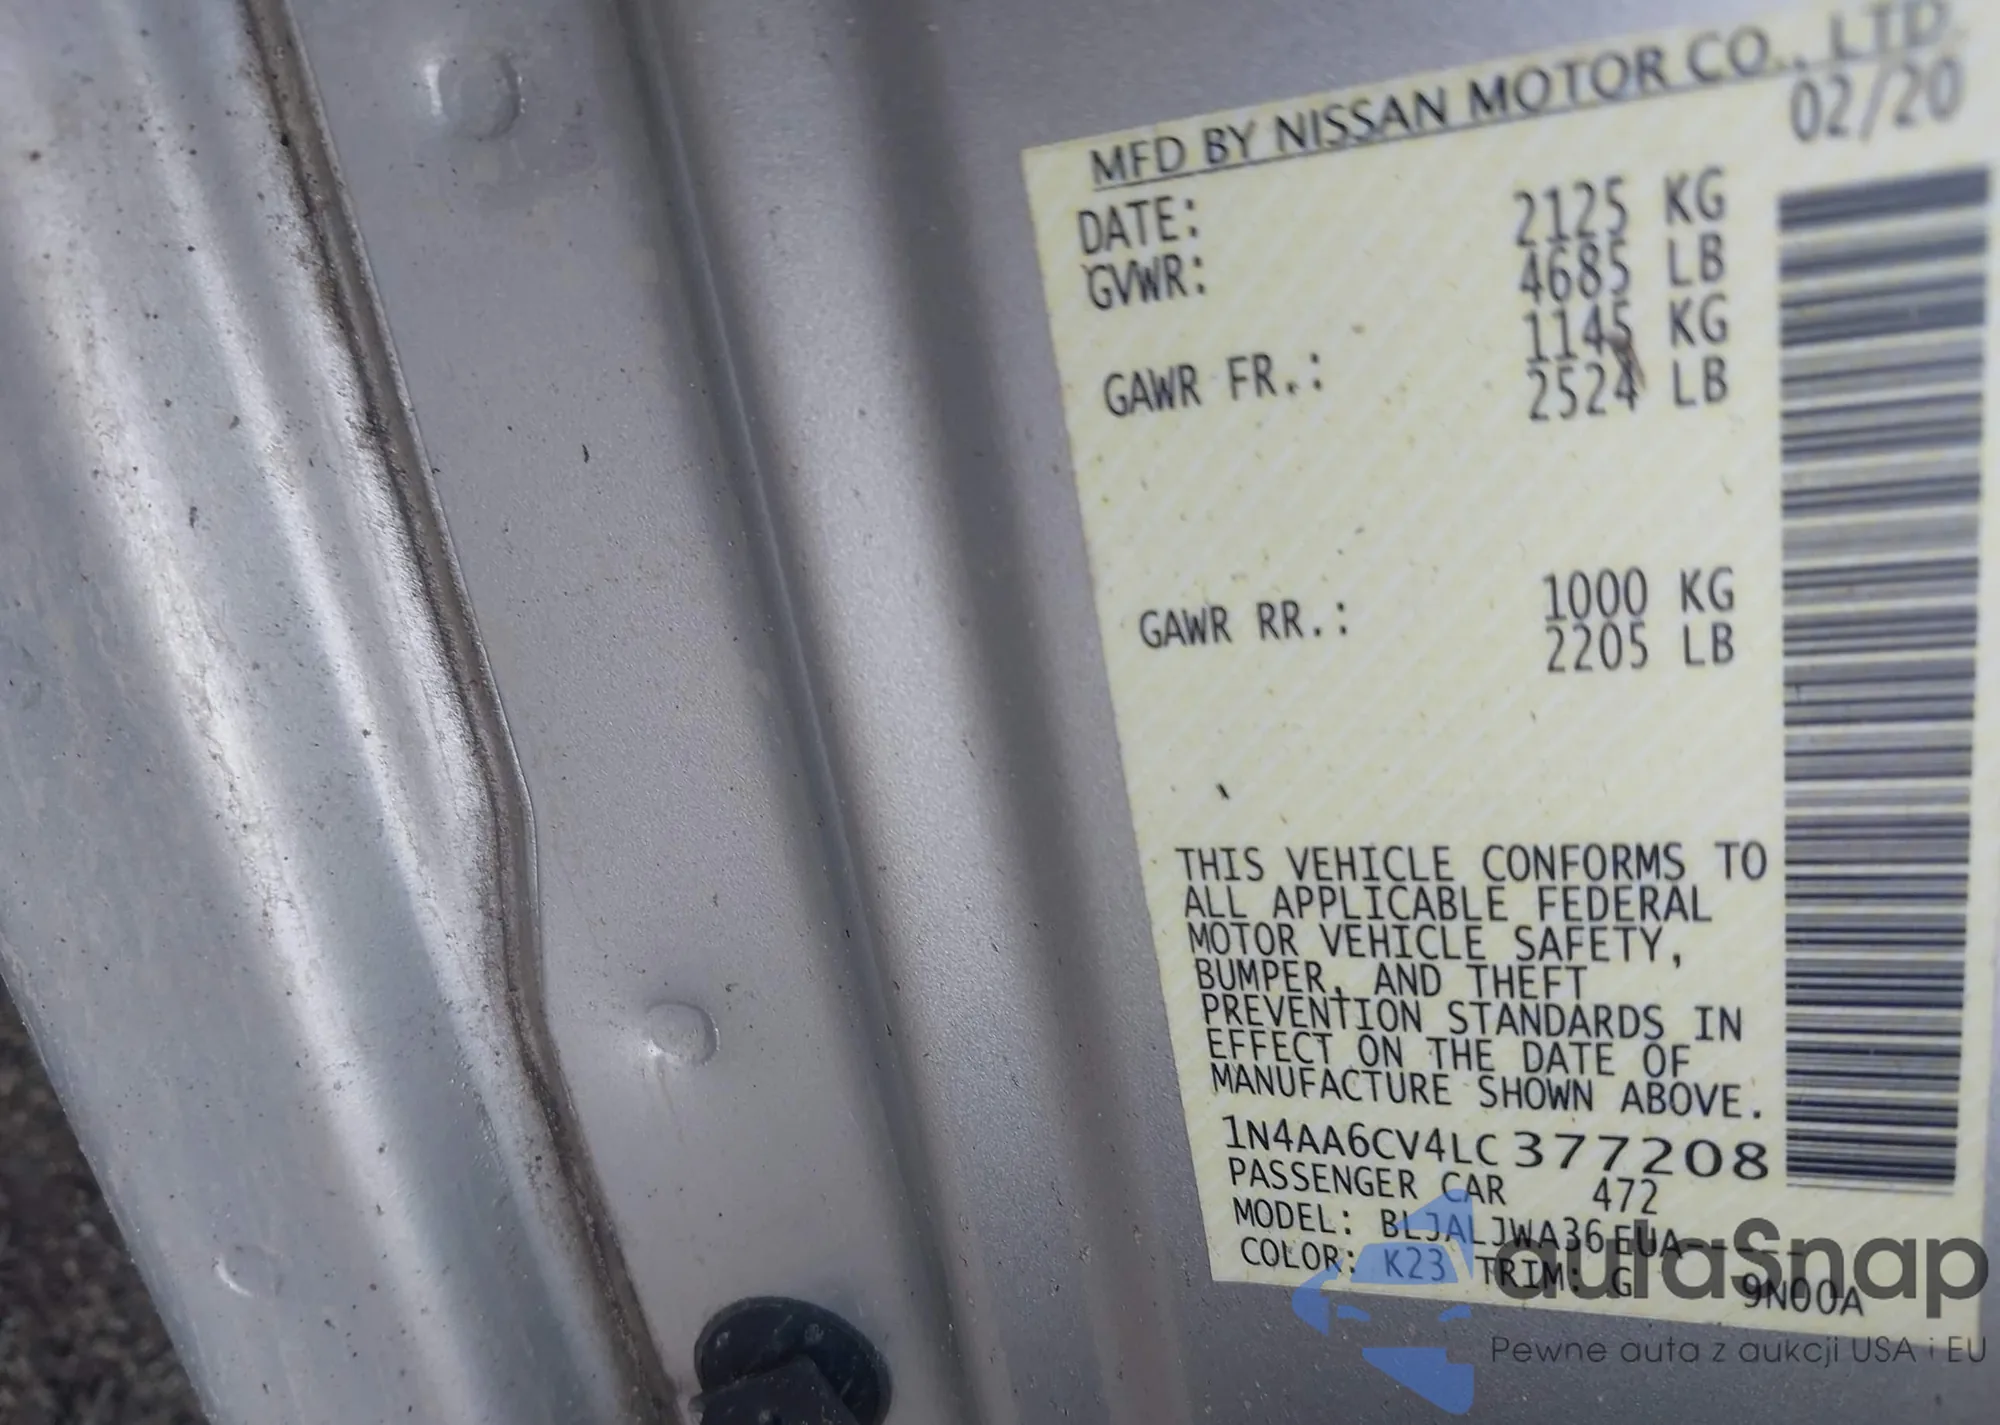 MFD BY NISSAN MOTOR CO., LTD.
DATE: 02/20
GVWR: 2125 KG
4685 LB
GAWR FR.: 1145 KG
2524 LB
GAWR RR.: 1000 KG
2205 LB
THIS VEHICLE CONFORMS TO
ALL APPLICABLE FEDERAL
MOTOR VEHICLE SAFETY,
BUMPER, AND THEFT
PREVENTION STANDARDS IN
EFFECT ON THE DATE OF
MANUFACTURE SHOWN ABOVE.
1N4AA6CV4LC377208
PASSENGER CAR 472
MODEL: BLJALJWA36EUA-----
COLOR: K23 TRIM: G 9N00A
autaSnap
Pewne auta z aukcji USA i EU